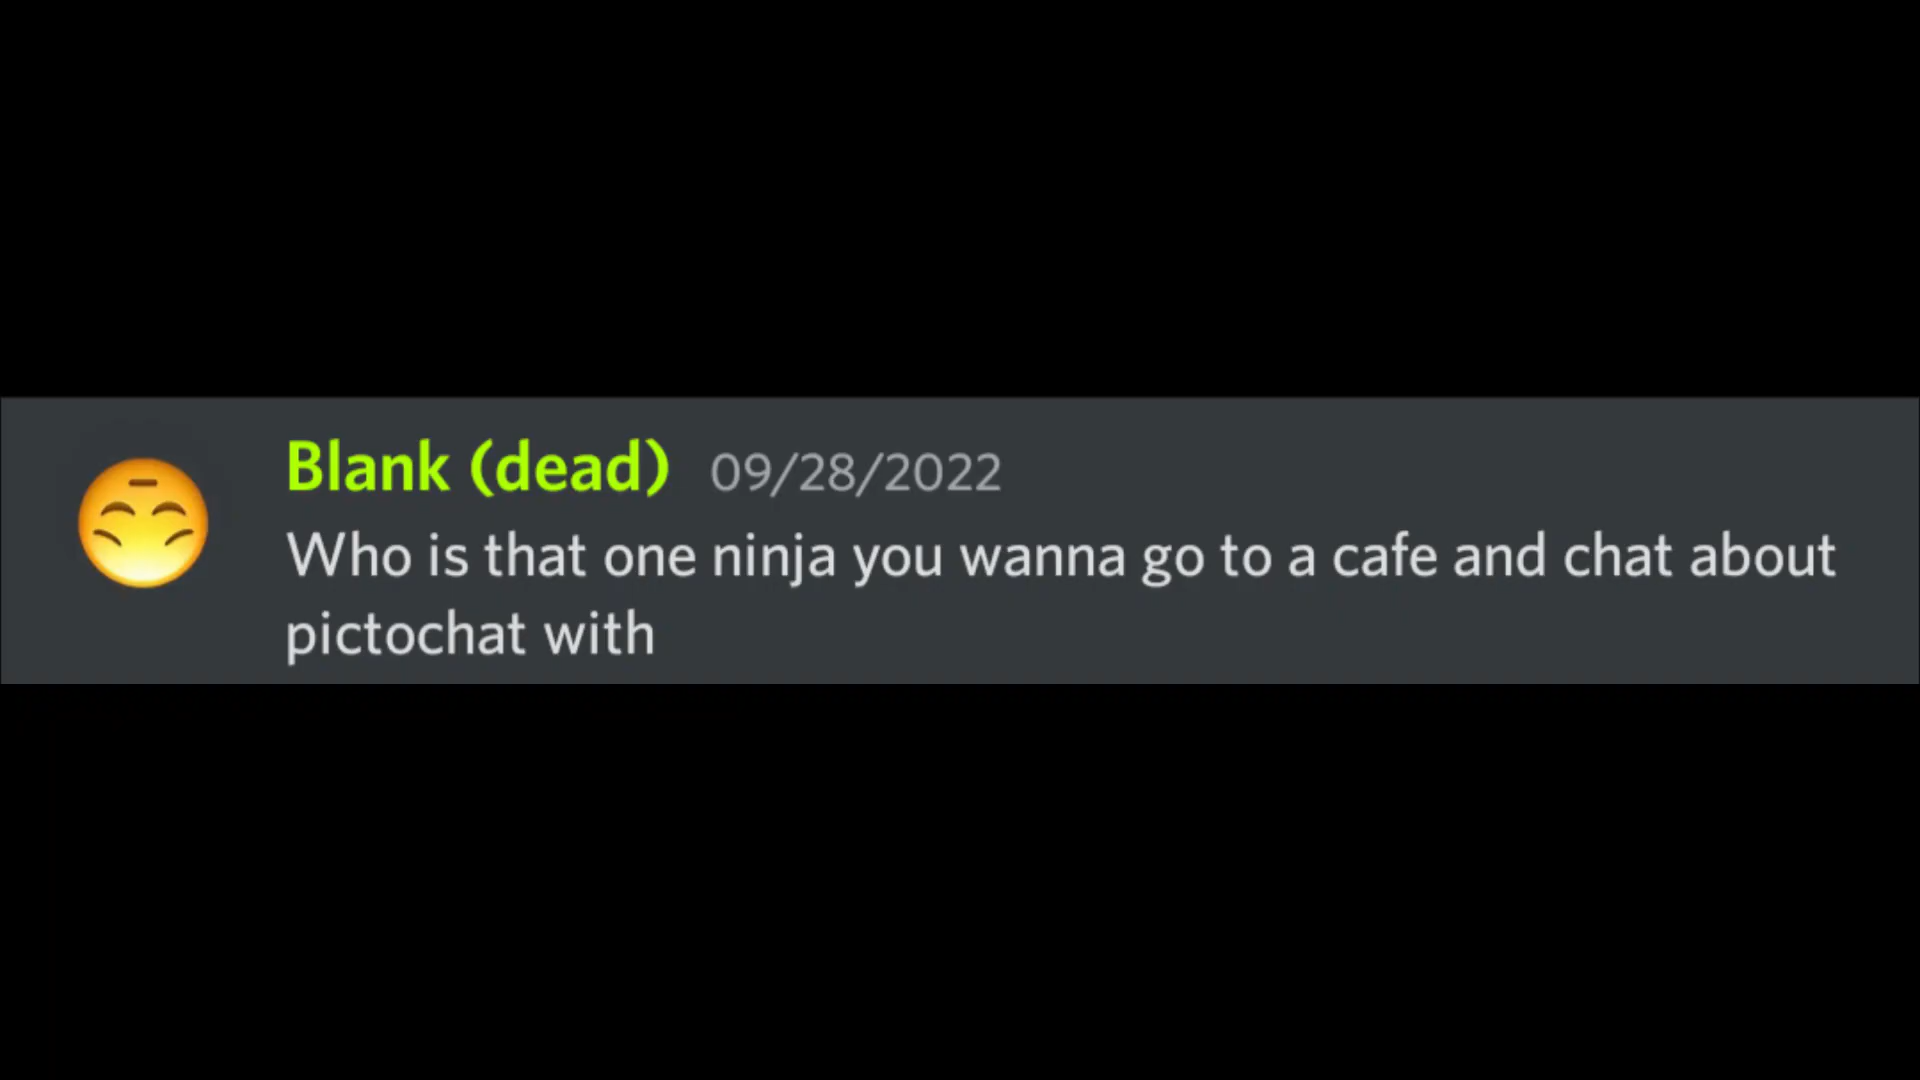 Blank (dead) 09/28/2022
Who is that one ninja you wanna go to a cafe and chat about
pictochat with